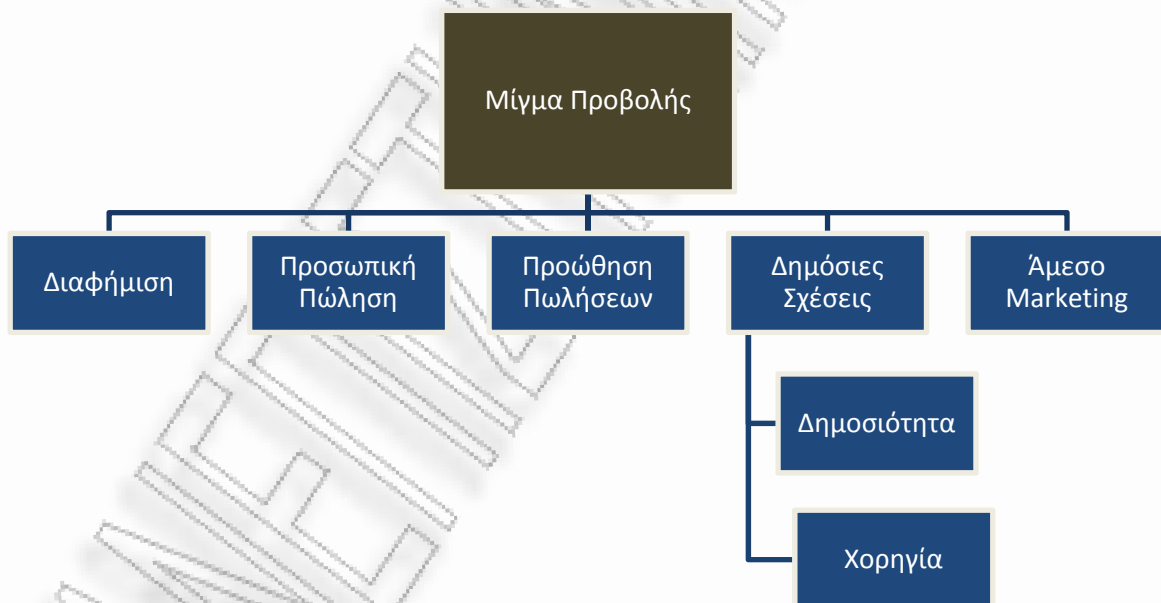 Μίγμα Προβολής
Διαφήμιση
Προσωπική
Πώληση
Προώθηση
Πωλήσεων
Δημόσιες
Σχέσεις
Άμεσο
Marketing
Δημοσιότητα
Χορηγία